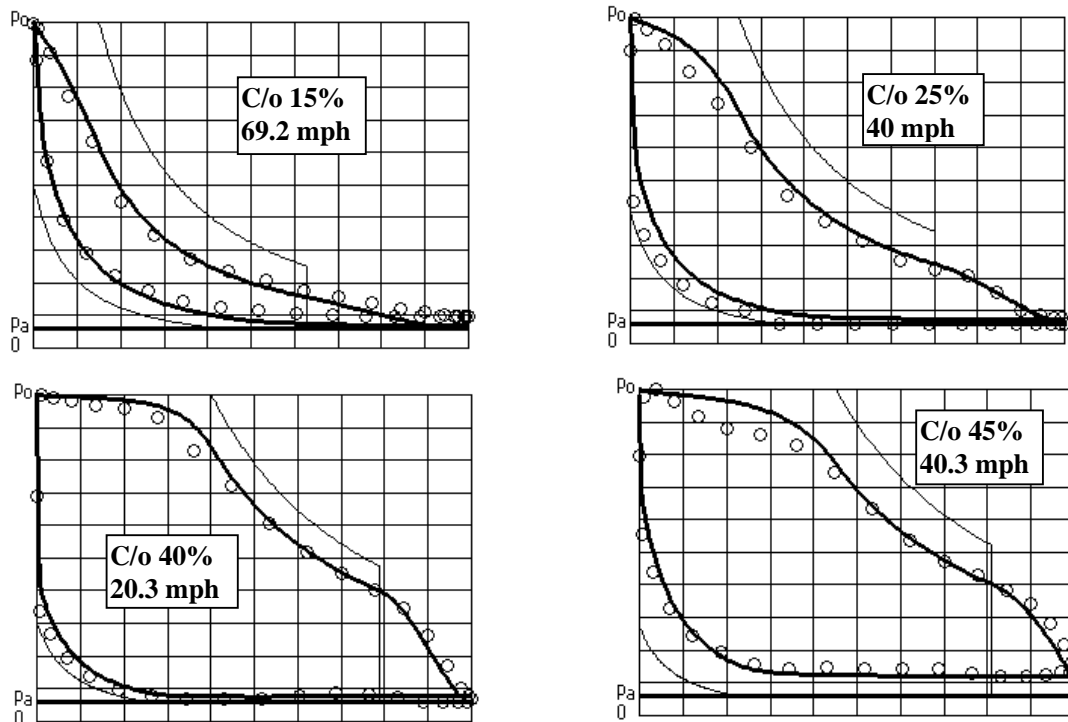 Po
C/o 15%
69.2 mph
Pa
0
Po
C/o 25%
40 mph
Pa
0
Po
C/o 40%
20.3 mph
Pa
0
Po
C/o 45%
40.3 mph
Pa
0